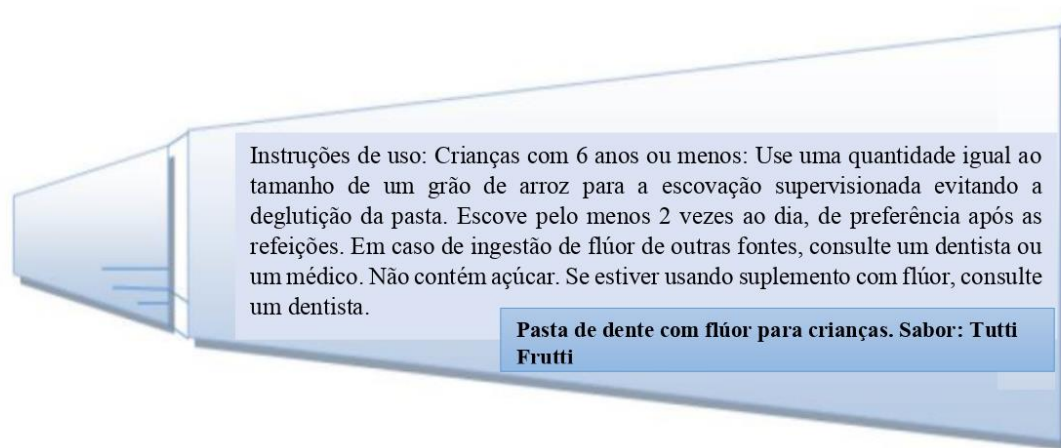 Instruções de uso: Crianças com 6 anos ou menos: Use uma quantidade igual ao
tamanho de um grão de arroz para a escovação supervisionada evitando a
deglutição da pasta. Escove pelo menos 2 vezes ao dia, de preferência após as
refeições. Em caso de ingestão de flúor de outras fontes, consulte um dentista ou
um médico. Não contém açúcar. Se estiver usando suplemento com flúor, consulte
um dentista.
Pasta de dente com flúor para crianças. Sabor: Tutti
Frutti